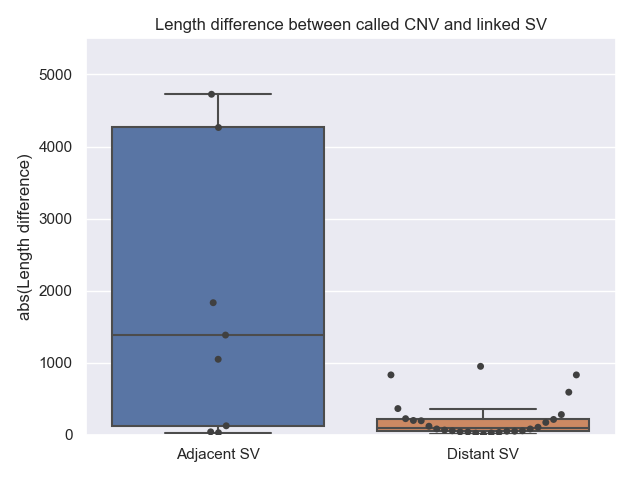 Length difference between called CNV and linked SV
abs(Length difference)
5000
4000
3000
2000
1000
0
Adjacent SV
Distant SV